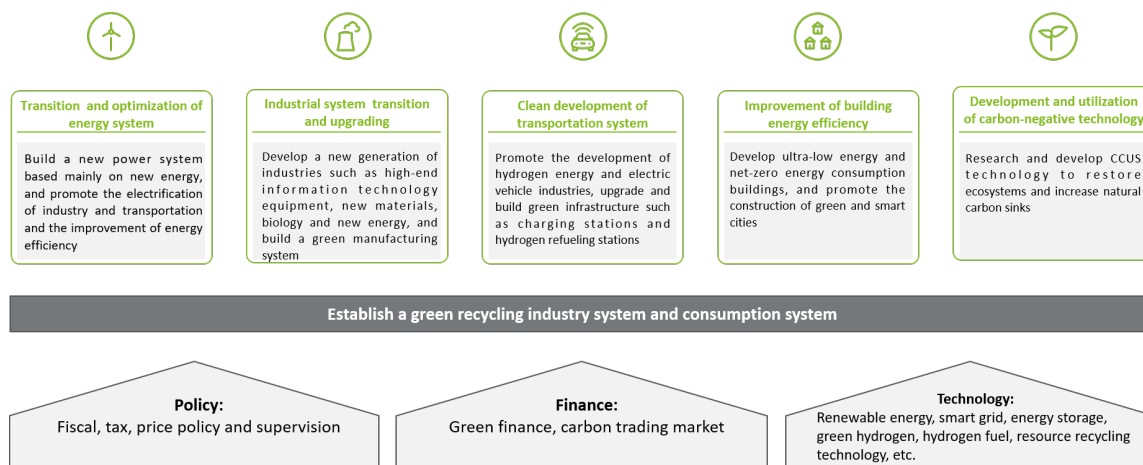 Transition and optimization of
energy system
Build a new power system
based mainly on new energy,
and promote the electrification
of industry and transportation
and the improvement of energy
efficiency
Industrial system transition
and upgrading
Develop a new generation of
industries such as high-end
information technology
equipment, new materials,
biology and new energy, and
build a green manufacturing
system
Clean development of
transportation system
Promote the development of
hydrogen energy and electric
vehicle industries, upgrade and
build green infrastructure such
as charging stations and
hydrogen refueling stations
Improvement of building
energy efficiency
Develop ultra-low energy and
net-zero energy consumption
buildings, and promote the
construction of green and smart
cities
Development and utilization
of carbon-negative technology
Research and develop CCUS
technology to restore
ecosystems and increase natural
carbon sinks
Establish a green recycling industry system and consumption system
Policy:
Fiscal, tax, price policy and supervision
Finance:
Green finance, carbon trading market
Technology:
Renewable energy, smart grid, energy storage,
green hydrogen, hydrogen fuel, resource recycling
technology, etc.